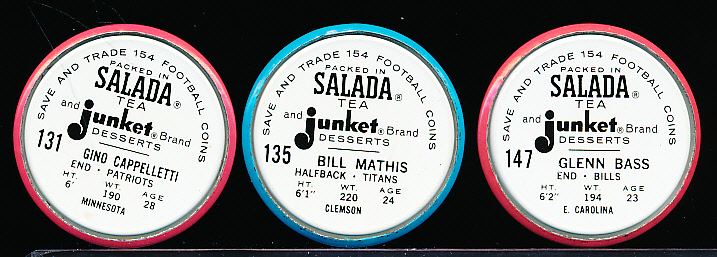 SAVE AND TRADE 154 FOOTBALL COINS
PACKED IN
SALADA®
TEA
and junket® Brand
DESSERTS
131
GINO CAPPELLETTI
END · PATRIOTS
HT. WT. AGE
6' 190 28
MINNESOTA
SAVE AND TRADE 154 FOOTBALL COINS
PACKED IN
SALADA®
TEA
and junket® Brand
DESSERTS
135
BILL MATHIS
HALFBACK · TITANS
HT. WT. AGE
6'1" 220 24
CLEMSON
SAVE AND TRADE 154 FOOTBALL COINS
PACKED IN
SALADA®
TEA
and junket® Brand
DESSERTS
147
GLENN BASS
END · BILLS
HT. WT. AGE
6'2" 194 23
E. CAROLINA